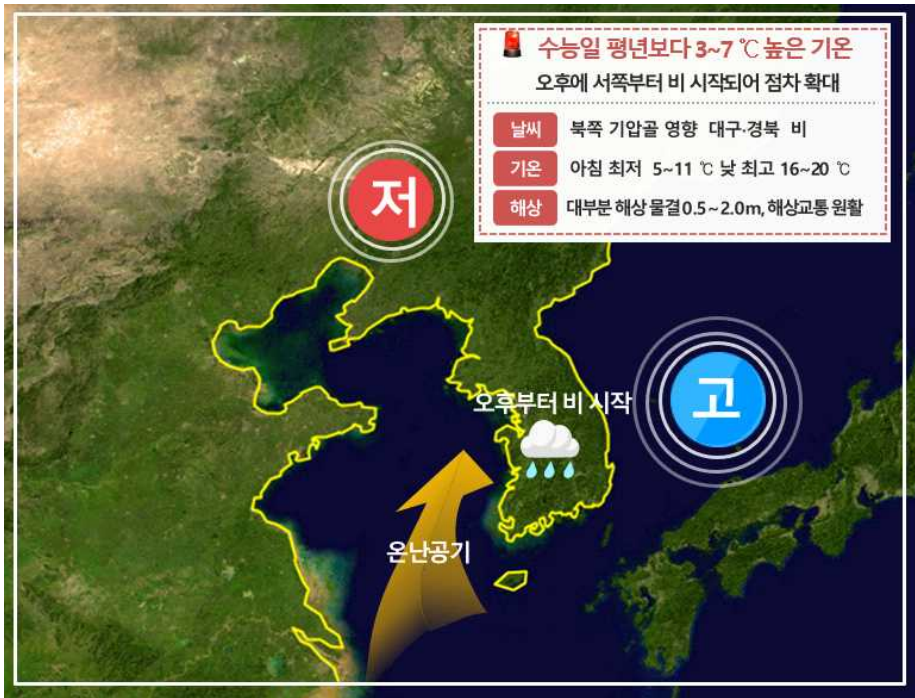 수능일 평년보다 3~7 ℃ 높은 기온
오후에 서쪽부터 비 시작되어 점차 확대
날씨 북쪽 기압골 영향 대구·경북 비
기온 아침 최저 5~11 ℃ 낮 최고 16~20 ℃
해상 대부분 해상 물결 0.5~2.0m, 해상교통 원활
저
고
오후부터 비 시작
온난공기